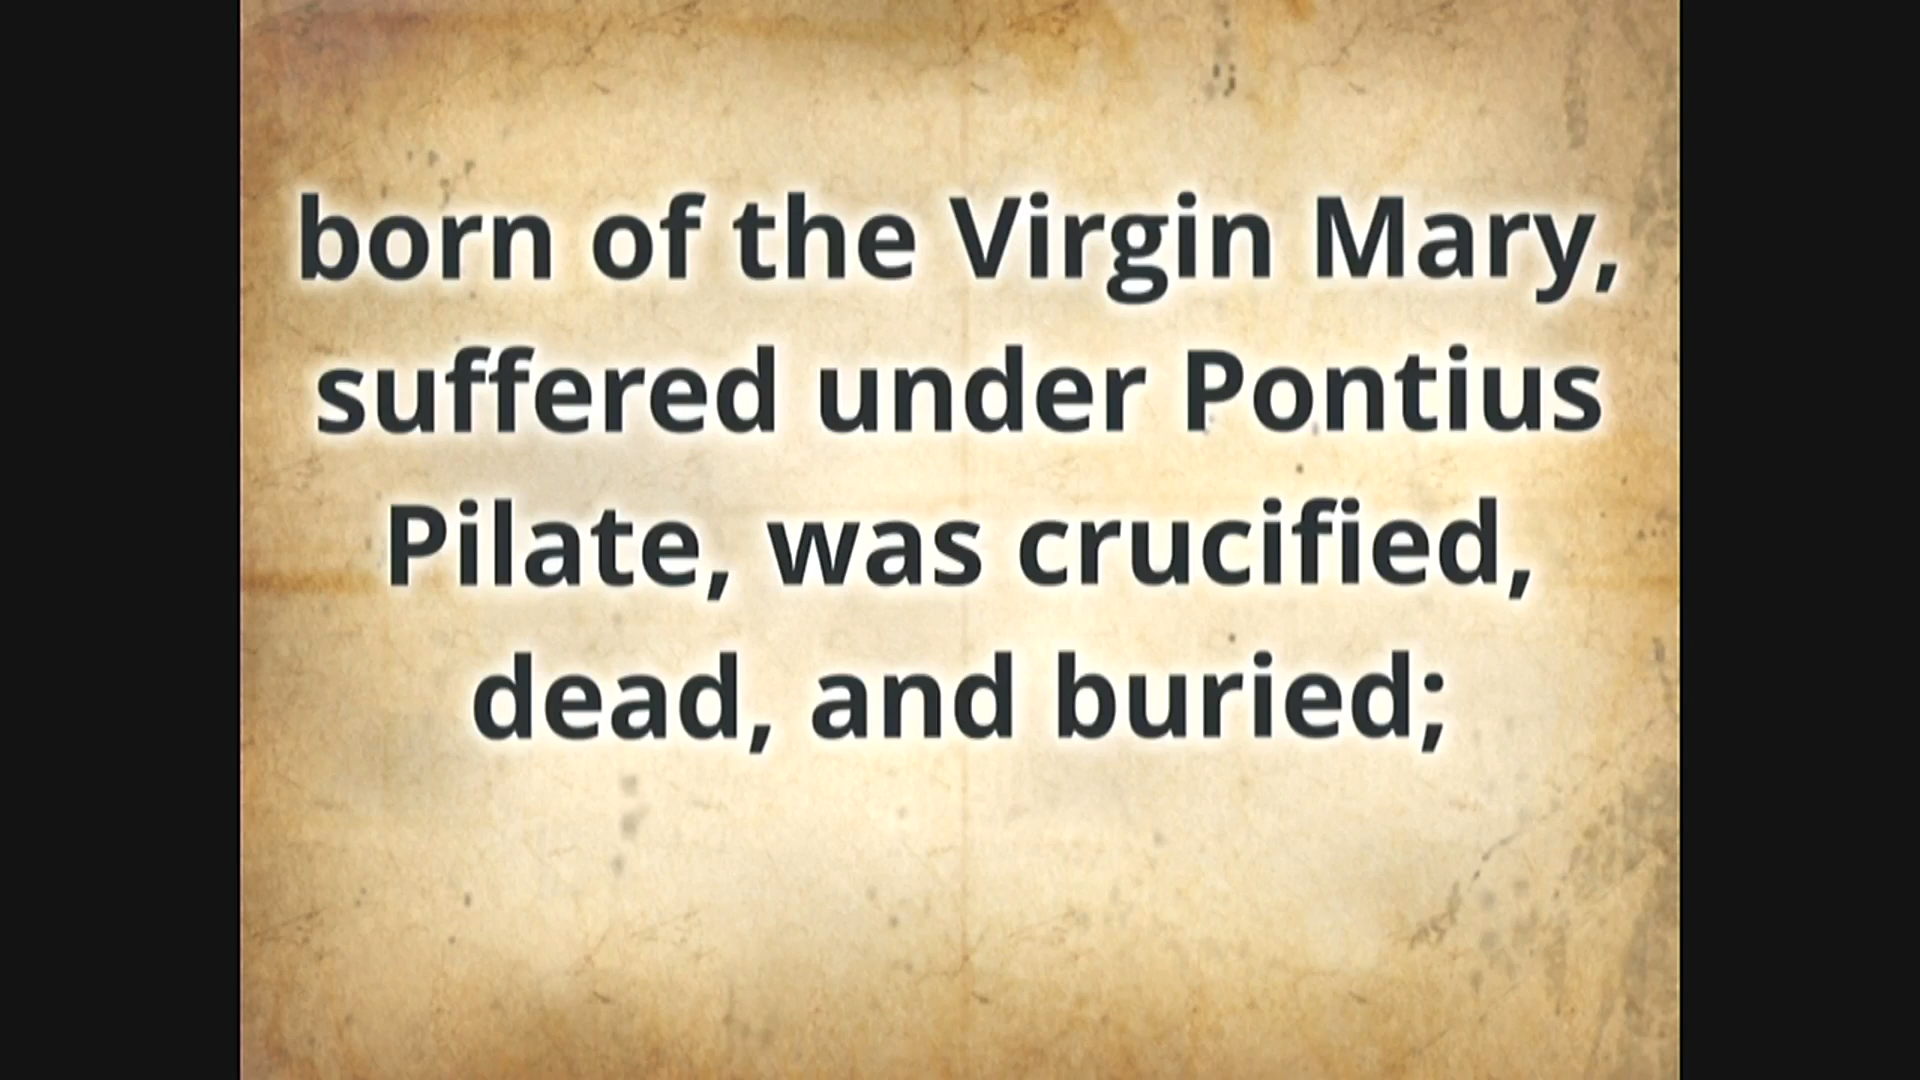 born of the Virgin Mary,
suffered under Pontius
Pilate, was crucified,
dead, and buried;